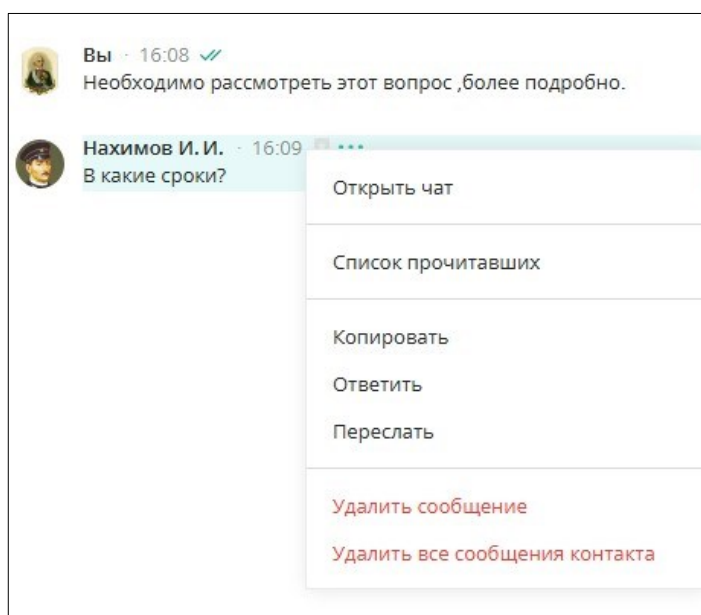 Вы · 16:08
Необходимо рассмотреть этот вопрос ,более подробно.
Нахимов И. И. · 16:09
В какие сроки?
Открыть чат
Список прочитавших
Копировать
Ответить
Переслать
Удалить сообщение
Удалить все сообщения контакта